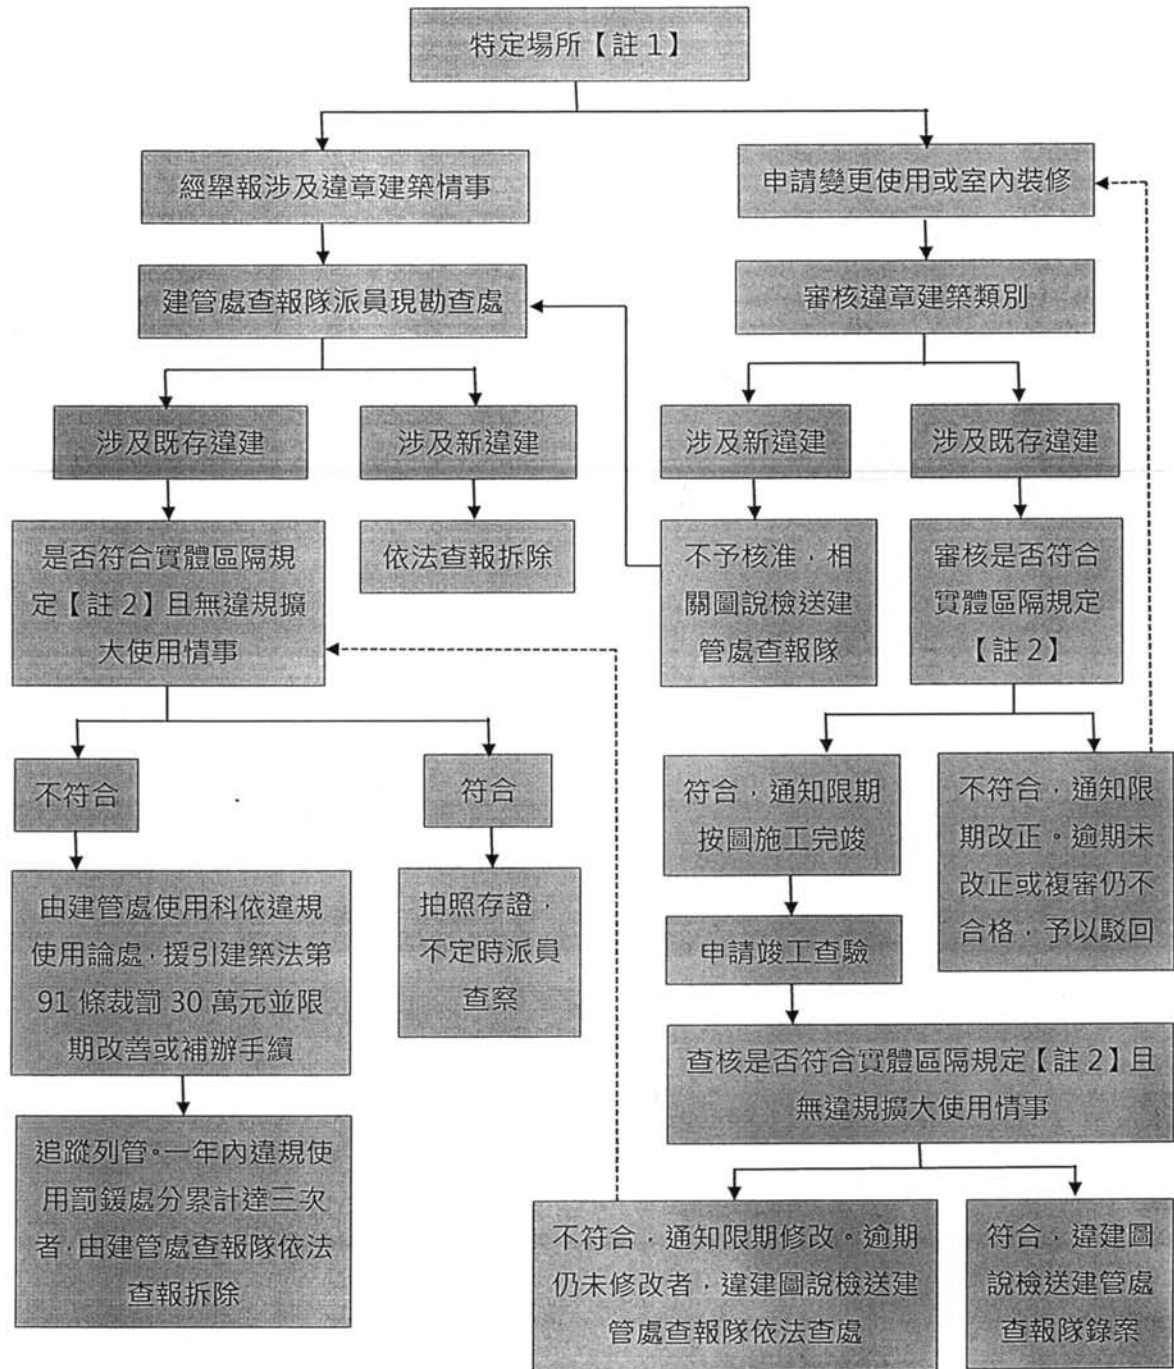 特定場所【註1】
經舉報涉及違章建築情事
申請變更使用或室內裝修
建管處查報隊派員現勘查處
審核違章建築類別
涉及既存違建
涉及新違建
涉及新違建
涉及既存違建
是否符合實體區隔規
定【註2】且無違規擴
大使用情事
依法查報拆除
不予核准，相
關圖說檢送建
管處查報隊
審核是否符合
實體區隔規定
【註2】
不符合
符合
符合，通知限期
按圖施工完竣
不符合，通知限
期改正。逾期未
改正或複審仍不
合格，予以駁回
由建管處使用科依違規
使用論處，援引建築法第
91條裁罰30萬元並限
期改善或補辦手續
拍照存證，
不定時派員
查察
申請竣工查驗
查核是否符合實體區隔規定【註2】且
無違規擴大使用情事
追蹤列管。一年內違規使
用罰鍰處分累計達三次
者，由建管處查報隊依法
查報拆除
不符合，通知限期修改。逾期
仍未修改者，違建圖說檢送建
管處查報隊依法查處
符合，違建圖
說檢送建管處
查報隊錄案